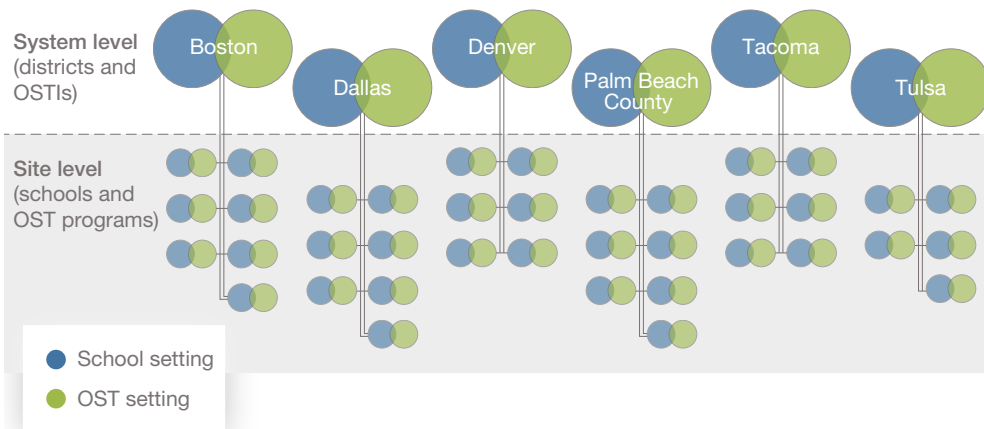 System level
(districts and
OSTIs)
Boston
Dallas
Denver
Palm Beach
County
Tacoma
Tulsa
Site level
(schools and
OST programs)
School setting
OST setting